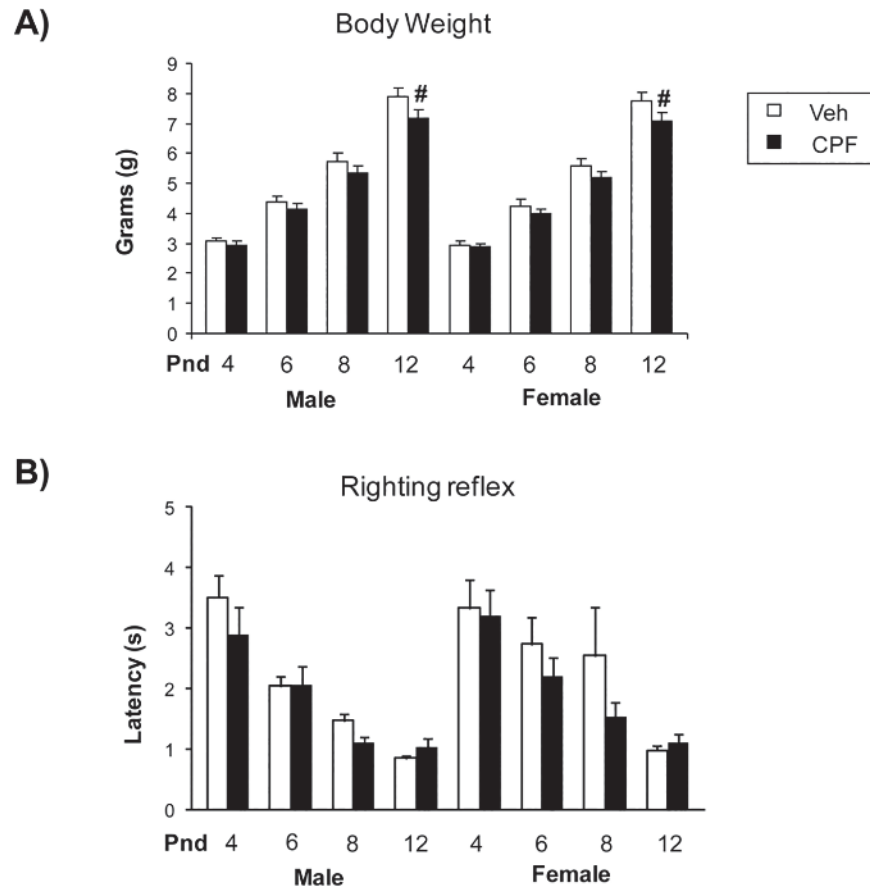 A)
Body Weight
9
8
7
6
5
4
3
2
1
0
Grams (g)
# #
Veh
CPF
Pnd 4 6 8 12 4 6 8 12
Male Female
B)
Righting reflex
5
4
3
2
1
0
Latency (s)
Pnd 4 6 8 12 4 6 8 12
Male Female